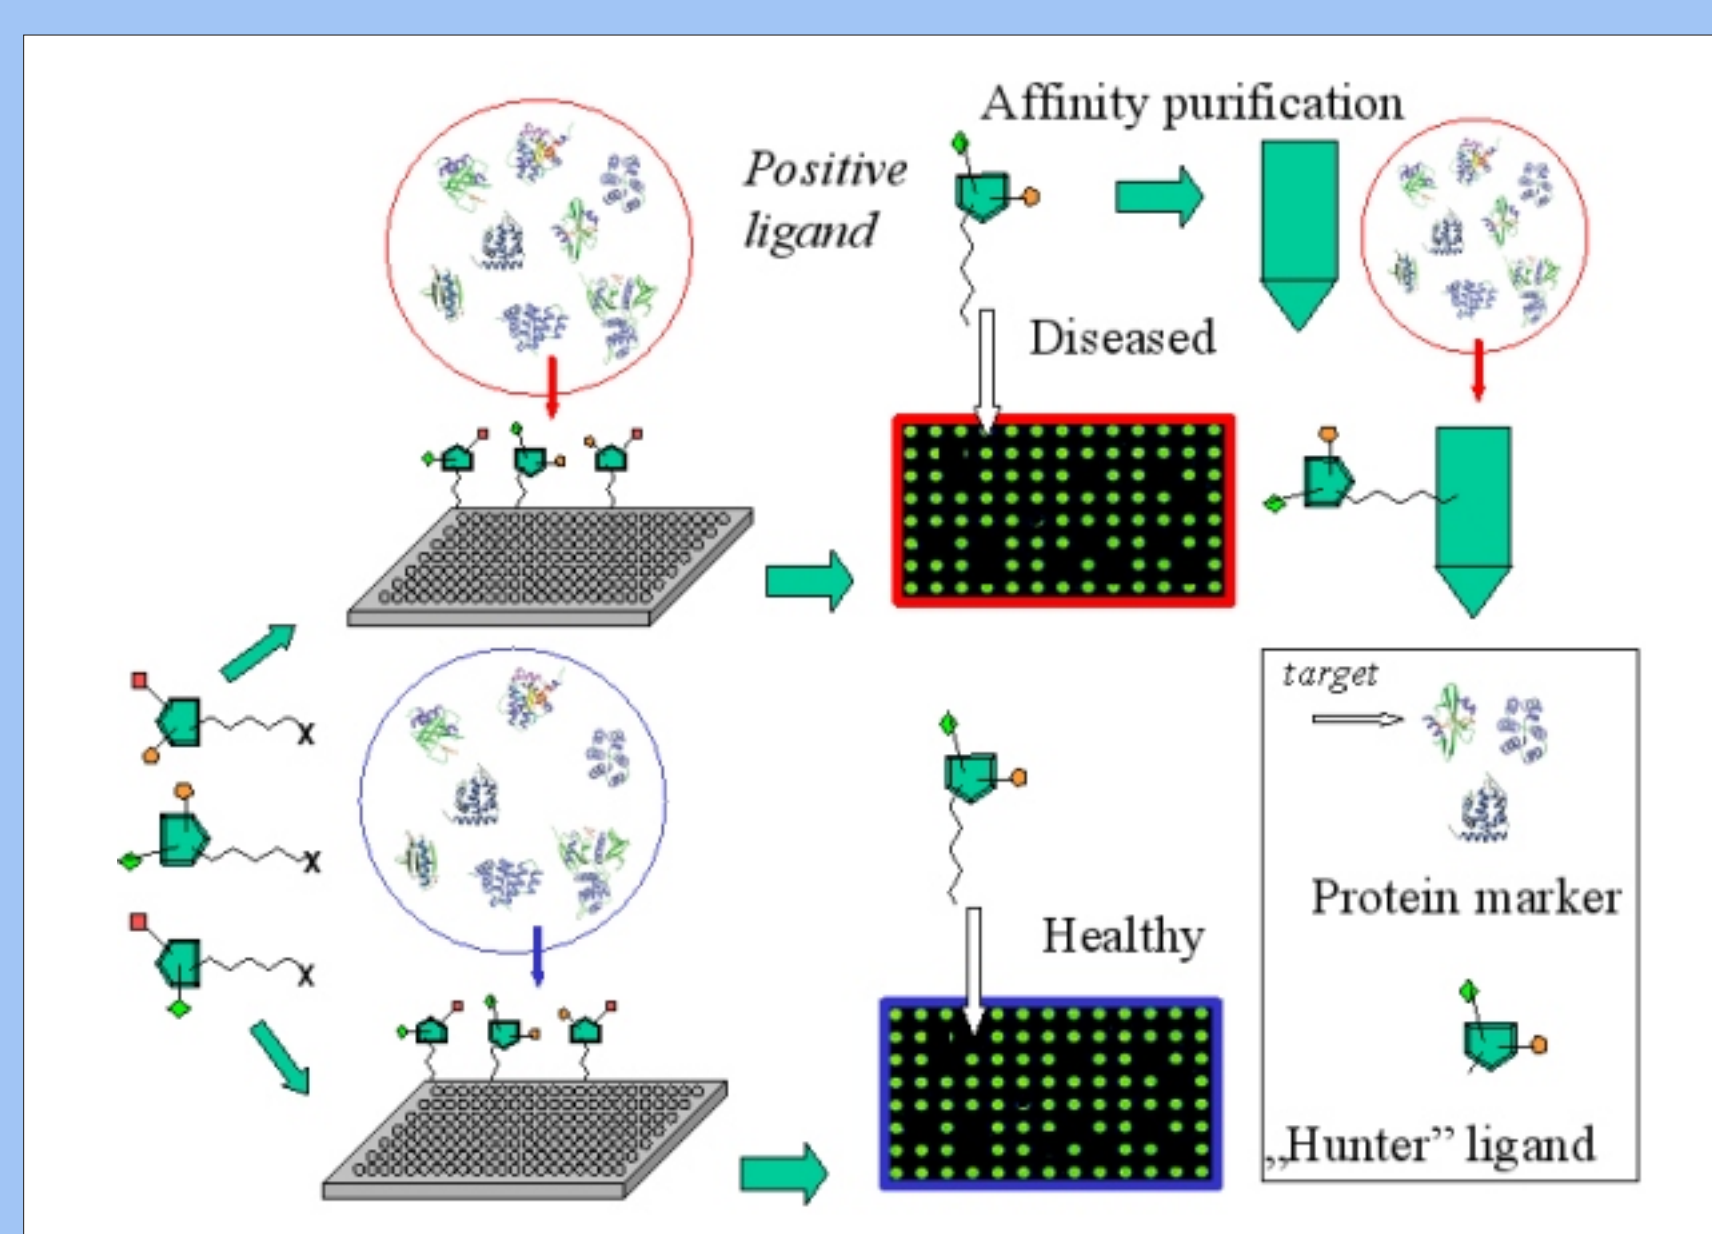 Affinity purification
Positive
ligand
Diseased
X
X
X
Healthy
target
Protein marker
„Hunter” ligand